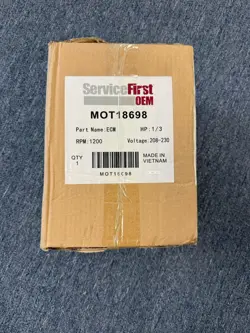 ServiceFirst
OEM
MOT18698
Part Name:ECM HP:1/3
RPM:1200 Voltage:208-230
QTY
1
MADE IN
VIETNAM
MOT18698